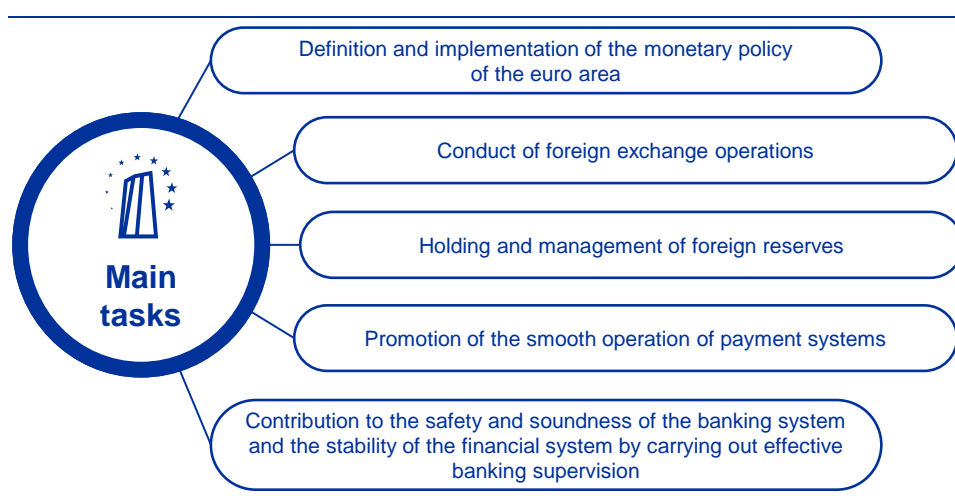 Definition and implementation of the monetary policy
of the euro area
Conduct of foreign exchange operations
Holding and management of foreign reserves
Main
tasks
Promotion of the smooth operation of payment systems
Contribution to the safety and soundness of the banking system
and the stability of the financial system by carrying out effective
banking supervision